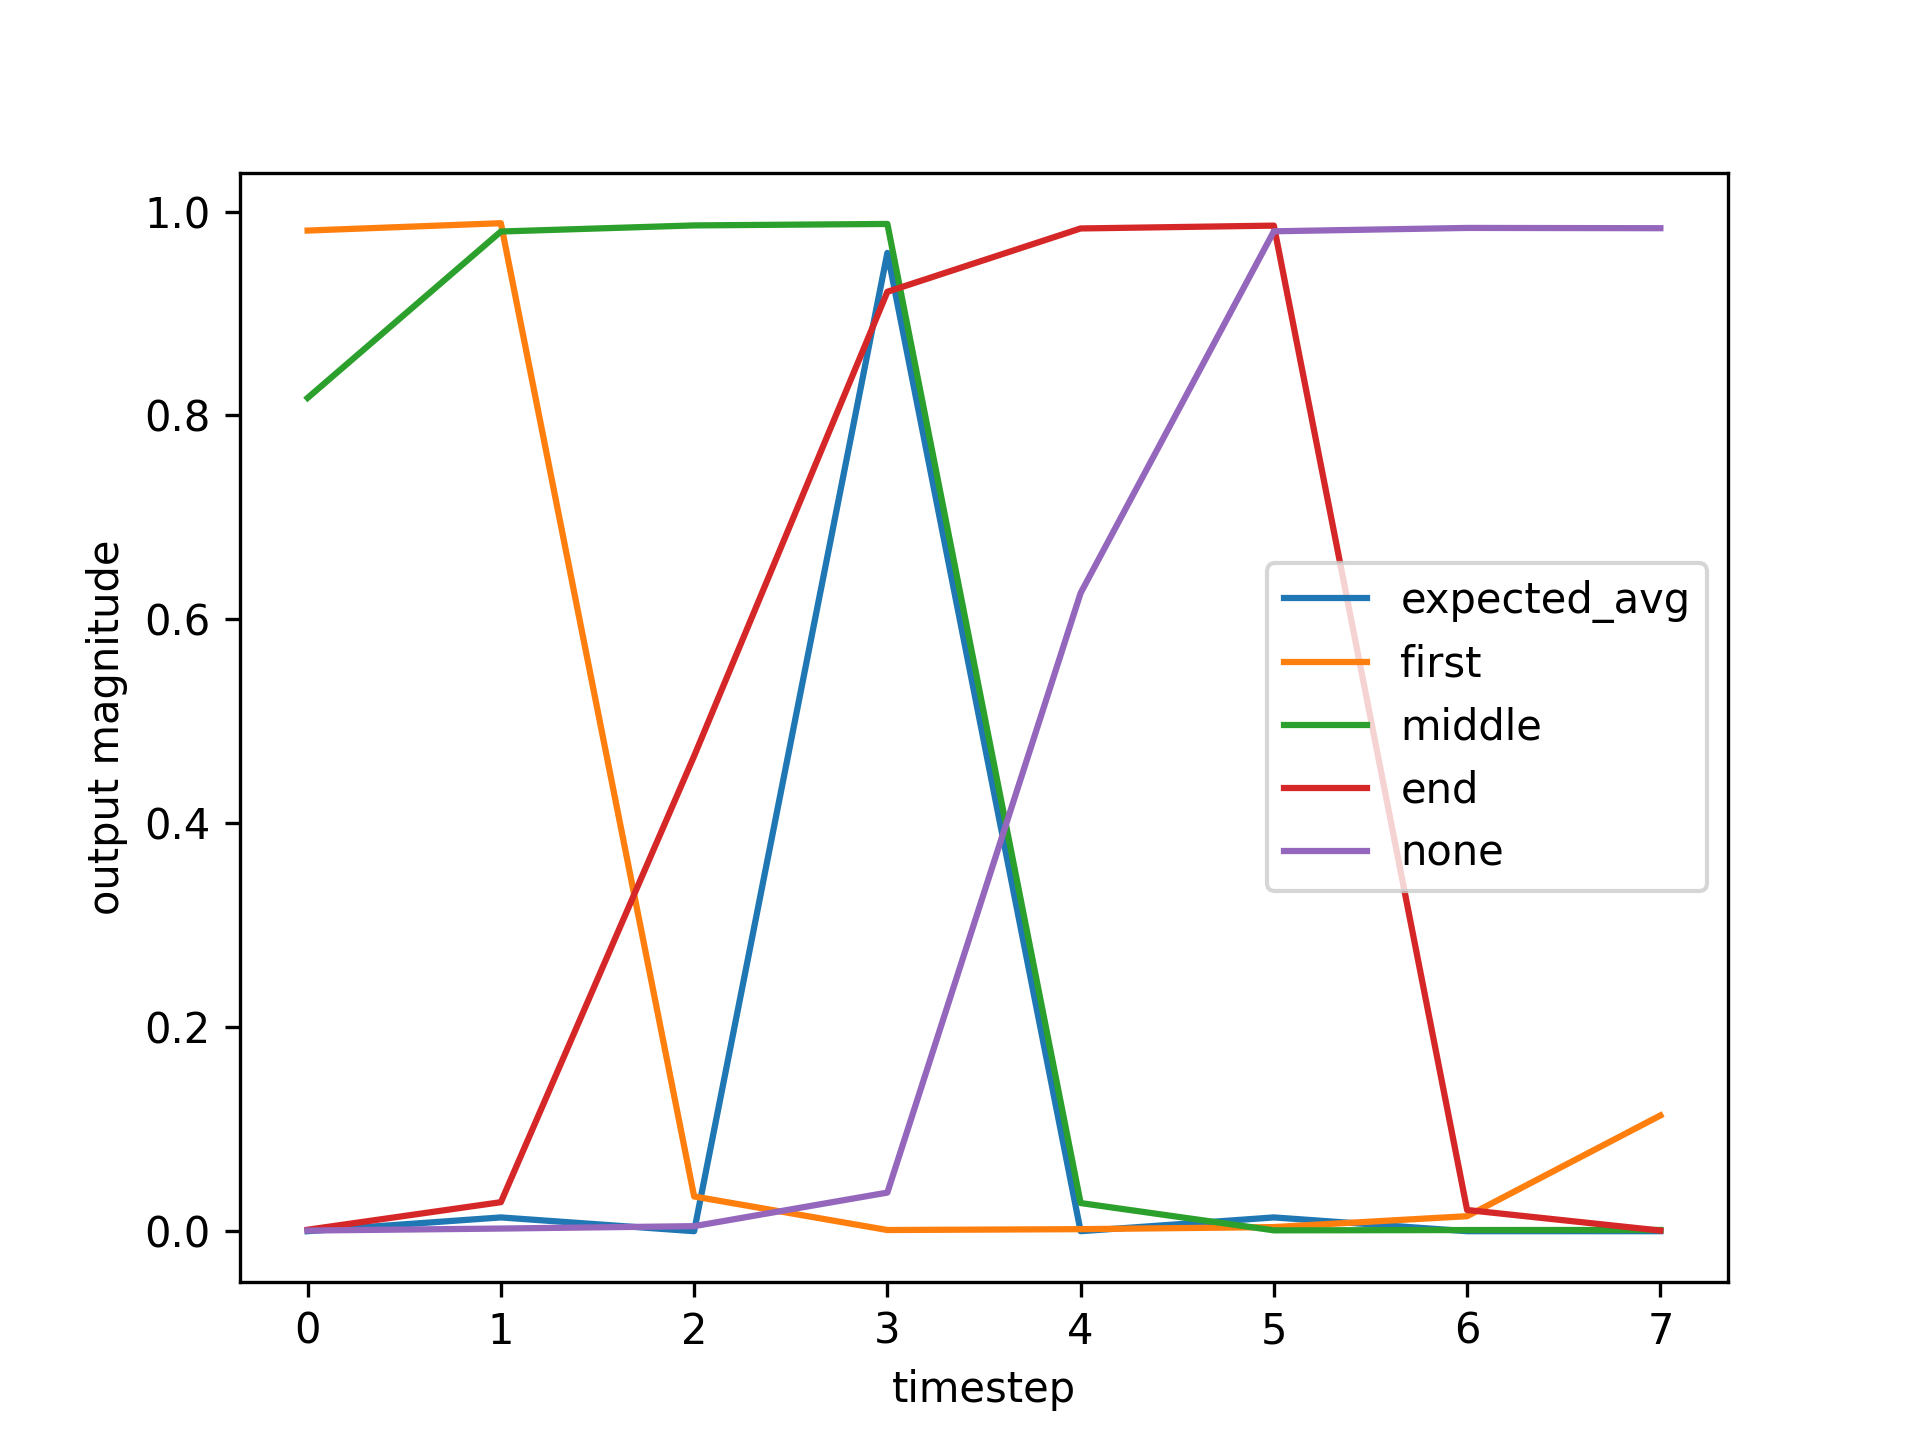 1.0
0.8
0.6
0.4
0.2
0.0
output magnitude
expected_avg
first
middle
end
none
0 1 2 3 4 5 6 7
timestep